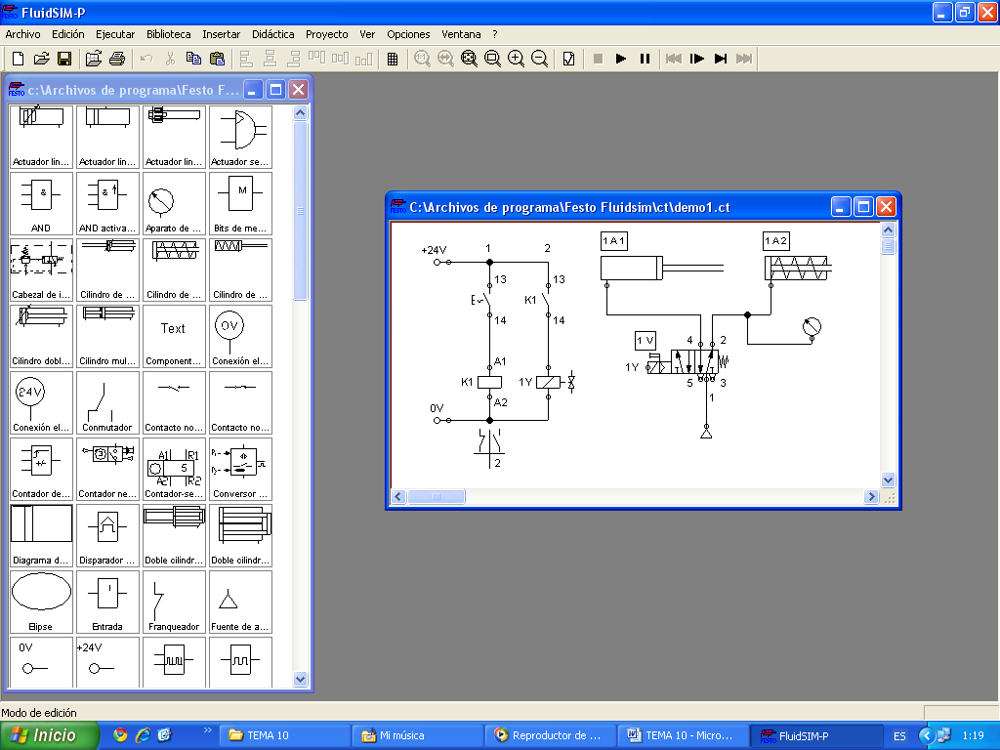 FluidSIM-P
Archivo Edición Ejecutar Biblioteca Insertar Didáctica Proyecto Ver Opciones Ventana ?
c:\Archivos de programa\Festo F...
Actuador lin... Actuador lin... Actuador lin... Actuador se...
& & M
AND AND activa... Aparato de ... Bits de me...
Cabezal de i... Cilindro de ... Cilindro de ... Cilindro de ...
Text 0V
Cilindro dobl... Cilindro mul... Component... Conexión el...
24V
Conexión el... Conmutador Contacto no... Contacto no...
+/- 3 A1 R1 5 A2 R2
Contador de... Contador ne... Contador-se... Conversor ...
Diagrama d... Disparador ... Doble cilindr... Doble cilindr...
Elipse Entrada Franqueador Fuente de a...
0V +24V
C:\Archivos de programa\Festo Fluidsim\ct\demo1.ct
1A1 1A2
+24V 1 2
13 13
E K1
14 14
1 V 4 2
A1 1Y
K1 1Y 5 3
A2 1
0V
2
Modo de edición
Inicio TEMA 10 Mi música Reproductor de ... TEMA 10 - Micro... FluidSIM-P ES 1:19